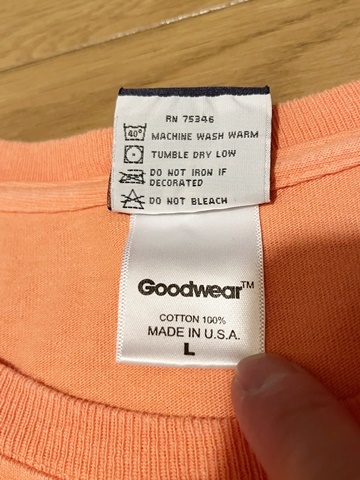 RN 75346
40°
MACHINE WASH WARM
TUMBLE DRY LOW
DO NOT IRON IF
DECORATED
DO NOT BLEACH
Goodwear™
COTTON 100%
MADE IN U.S.A.
L